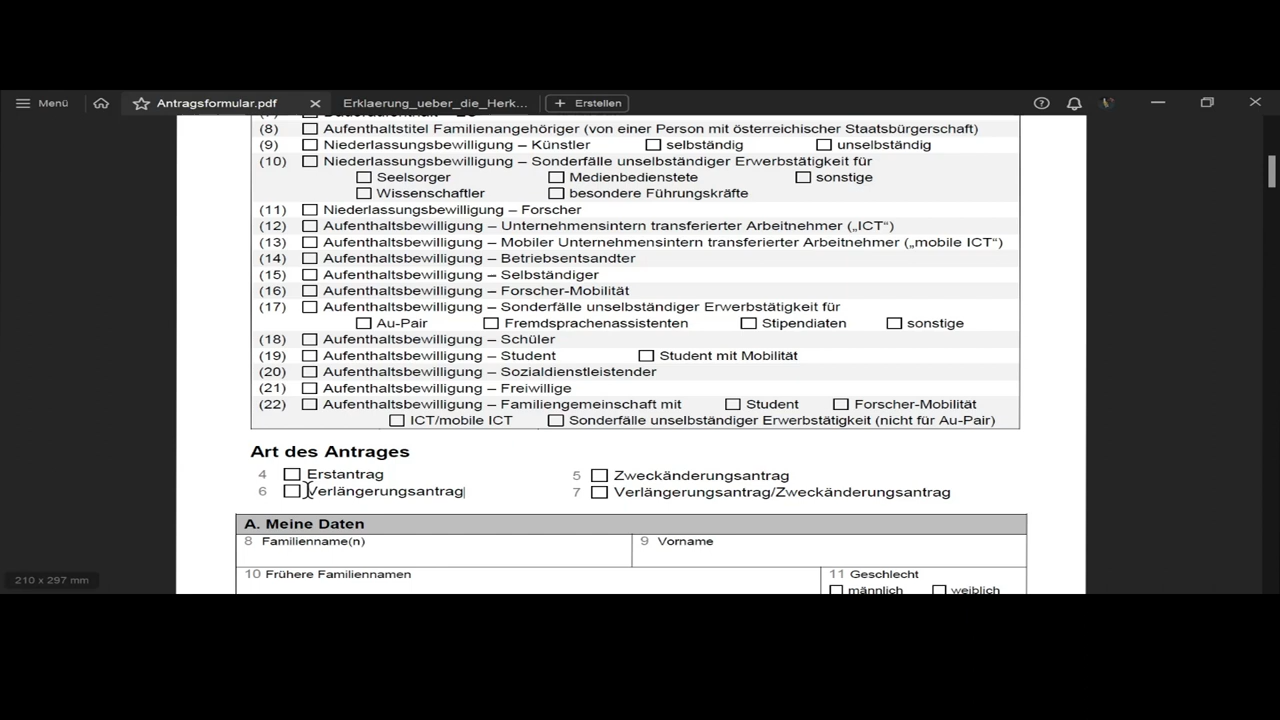 Menü
Antragsformular.pdf
Erklaerung_ueber_die_Herk...
Erstellen
(8) Aufenthaltstitel Familienangehöriger (von einer Person mit österreichischer Staatsbürgerschaft)
(9) Niederlassungsbewilligung – Künstler selbständig unselbständig
(10) Niederlassungsbewilligung – Sonderfälle unselbständiger Erwerbstätigkeit für
Seelsorger Medienbedienstete sonstige
Wissenschaftler besondere Führungskräfte
(11) Niederlassungsbewilligung – Forscher
(12) Aufenthaltsbewilligung – Unternehmensintern transferierter Arbeitnehmer („ICT“)
(13) Aufenthaltsbewilligung – Mobiler Unternehmensintern transferierter Arbeitnehmer („mobile ICT“)
(14) Aufenthaltsbewilligung – Betriebsentsandter
(15) Aufenthaltsbewilligung – Selbständiger
(16) Aufenthaltsbewilligung – Forscher-Mobilität
(17) Aufenthaltsbewilligung – Sonderfälle unselbständiger Erwerbstätigkeit für
Au-Pair Fremdsprachenassistenten Stipendiaten sonstige
(18) Aufenthaltsbewilligung – Schüler
(19) Aufenthaltsbewilligung – Student Student mit Mobilität
(20) Aufenthaltsbewilligung – Sozialdienstleistender
(21) Aufenthaltsbewilligung – Freiwillige
(22) Aufenthaltsbewilligung – Familiengemeinschaft mit Student Forscher-Mobilität
ICT/mobile ICT Sonderfälle unselbständiger Erwerbstätigkeit (nicht für Au-Pair)
Art des Antrages
4 Erstantrag 5 Zweckänderungsantrag
6 Verlängerungsantrag 7 Verlängerungsantrag/Zweckänderungsantrag
A. Meine Daten
8 Familienname(n) 9 Vorname
10 Frühere Familiennamen 11 Geschlecht
männlich weiblich
210 x 297 mm